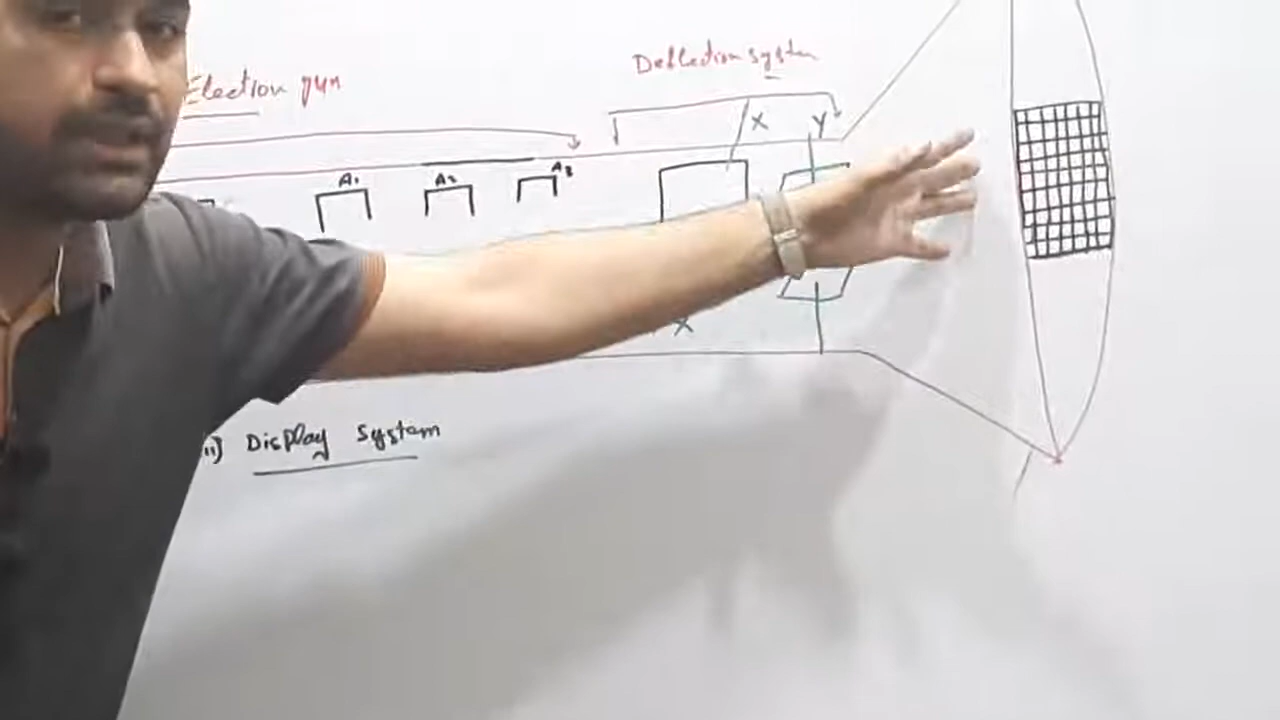 Deflection system
Election gun
X Y
A1 A2 A3
X
ii) Display System